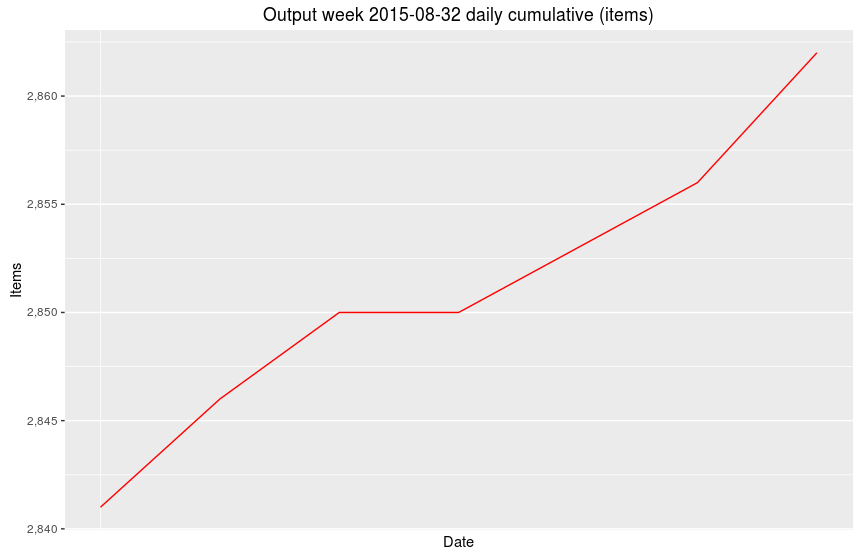 Output week 2015-08-32 daily cumulative (items)
2,860
2,855
Items
2,850
2,845
2,840
Date